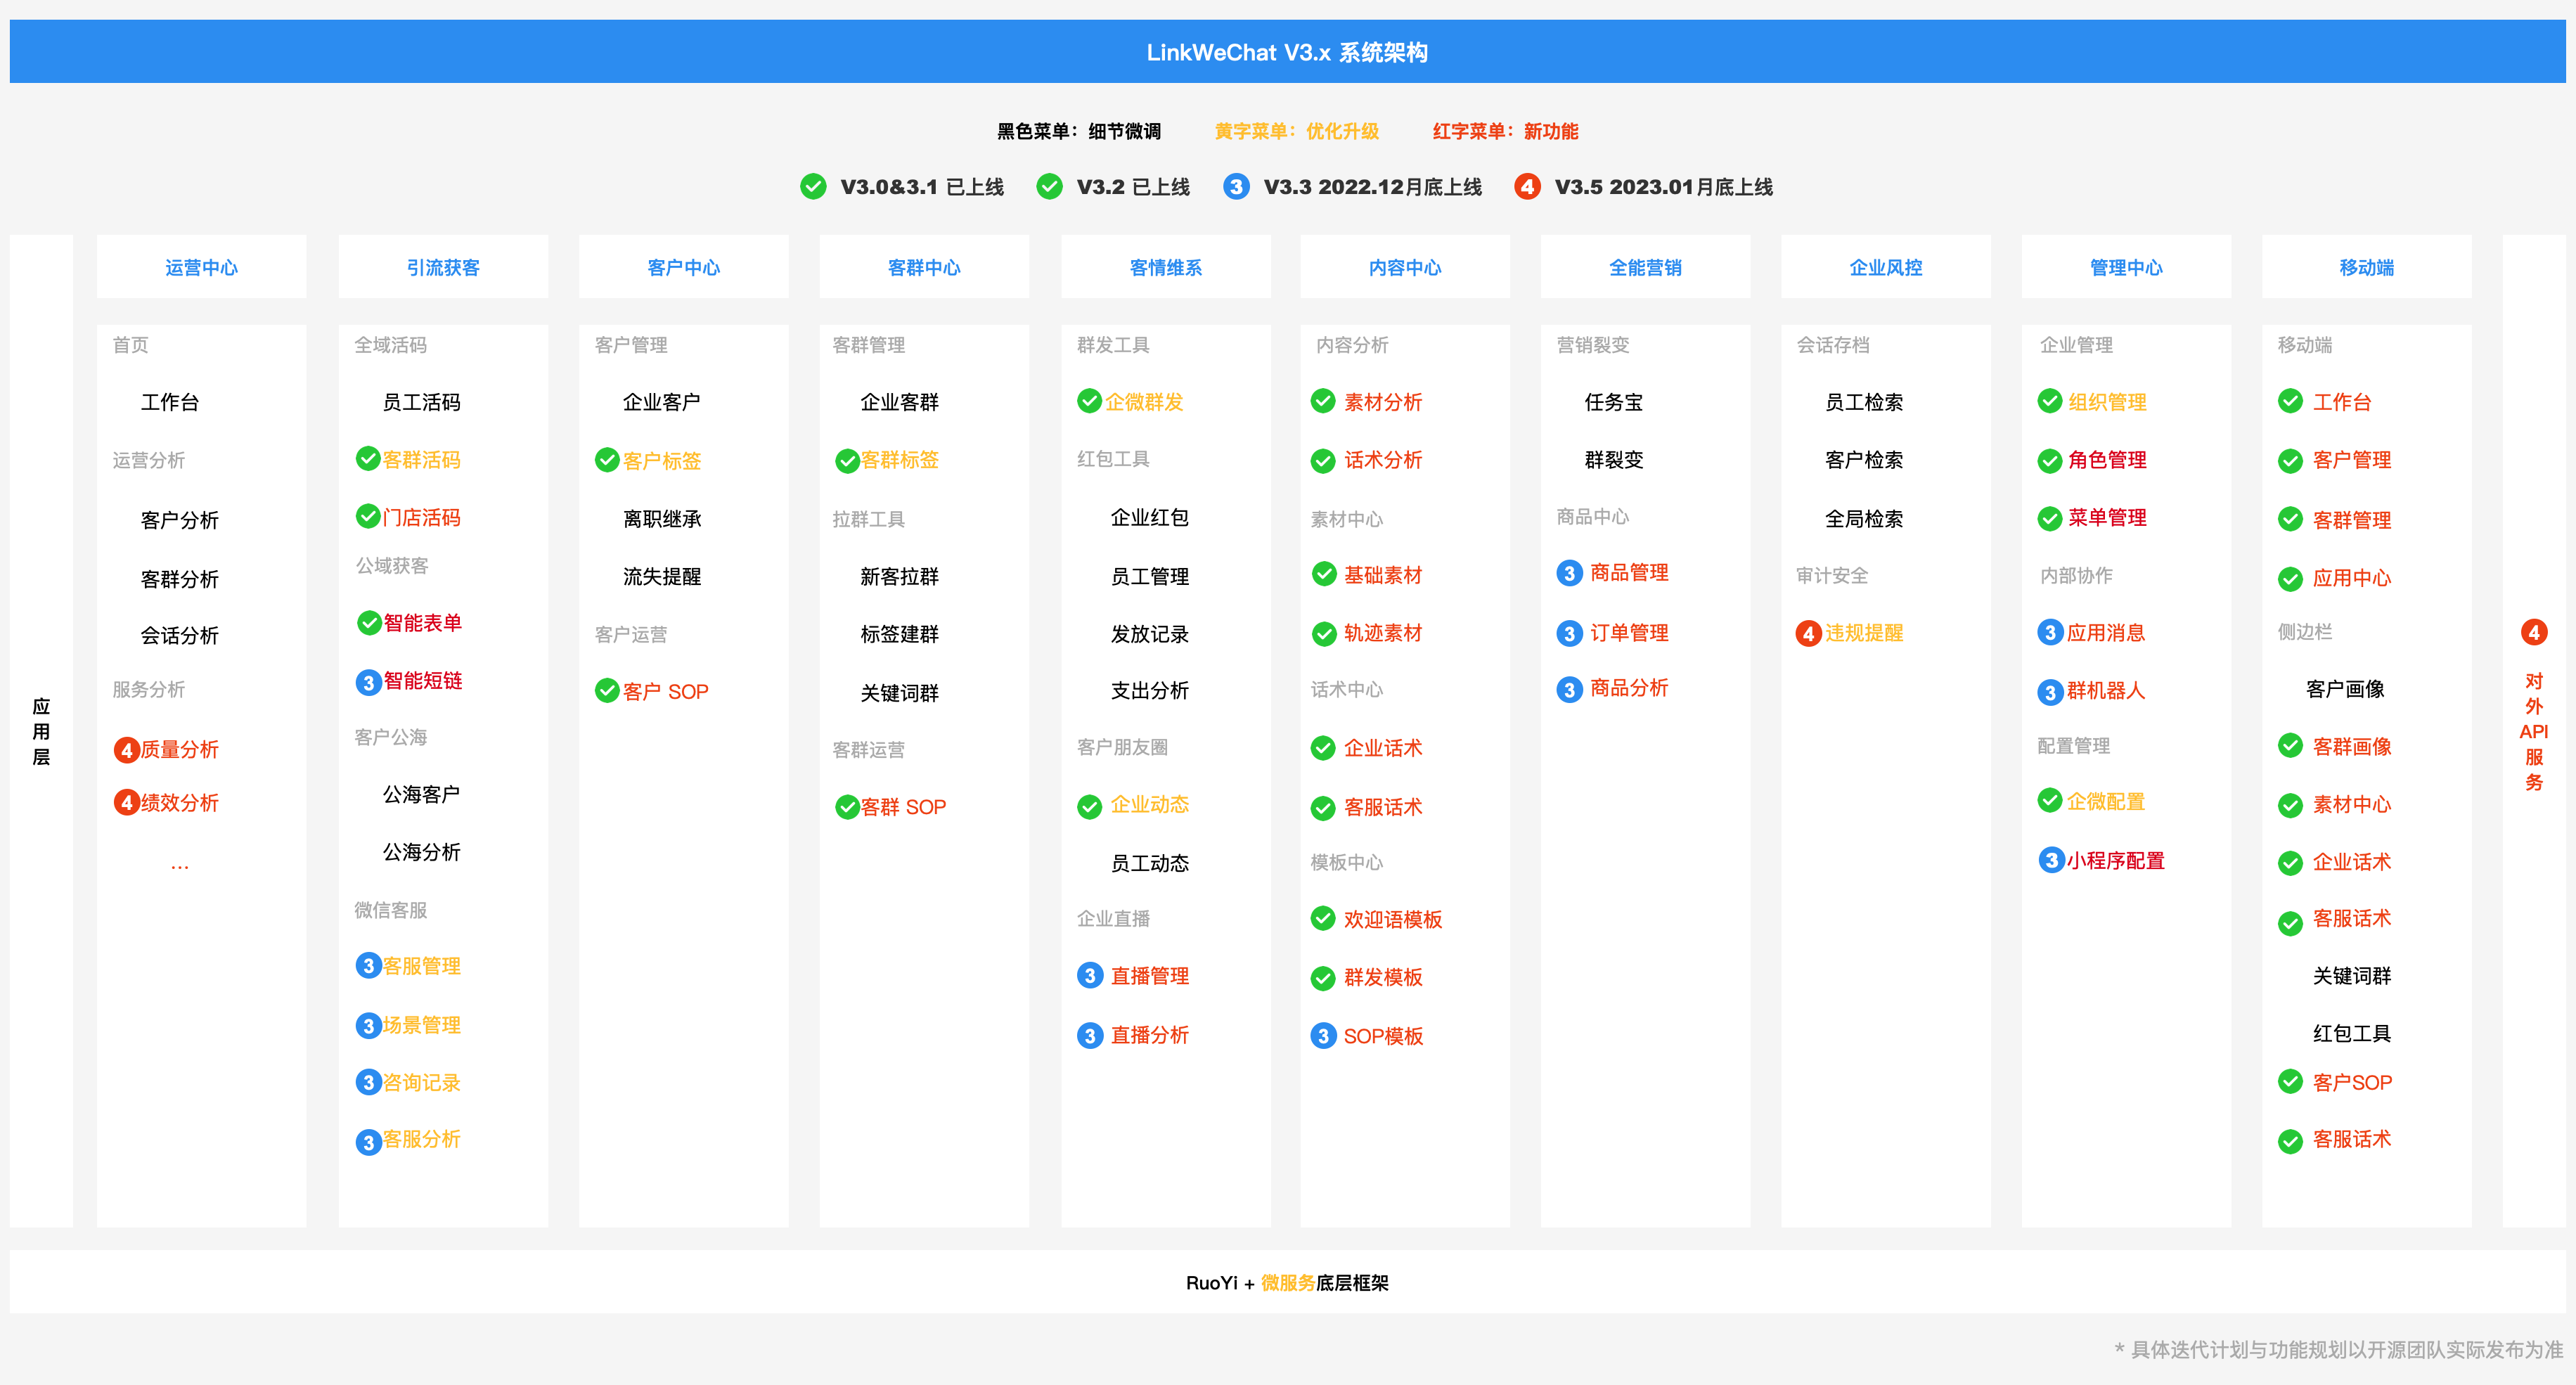 LinkWeChat V3.x 系统架构
黑色菜单：细节微调 黄字菜单：优化升级 红字菜单：新功能
V3.0&3.1 已上线 V3.2 已上线 3 V3.3 2022.12月底上线 4 V3.5 2023.01月底上线
应
用
层
运营中心
首页
工作台
运营分析
客户分析
客群分析
会话分析
服务分析
4 质量分析
4 绩效分析
...
引流获客
全域活码
员工活码
客群活码
门店活码
公域获客
智能表单
3 智能短链
客户公海
公海客户
公海分析
微信客服
3 客服管理
3 场景管理
3 咨询记录
3 客服分析
客户中心
客户管理
企业客户
客户标签
离职继承
流失提醒
客户运营
客户 SOP
客群中心
客群管理
企业客群
客群标签
拉群工具
新客拉群
标签建群
关键词群
客群运营
客群 SOP
客情维系
群发工具
企微群发
红包工具
企业红包
员工管理
发放记录
支出分析
客户朋友圈
企业动态
员工动态
企业直播
3 直播管理
3 直播分析
内容中心
内容分析
素材分析
话术分析
素材中心
基础素材
轨迹素材
话术中心
企业话术
客服话术
模板中心
欢迎语模板
群发模板
3 SOP模板
全能营销
营销裂变
任务宝
群裂变
商品中心
3 商品管理
3 订单管理
3 商品分析
企业风控
会话存档
员工检索
客户检索
全局检索
审计安全
4 违规提醒
管理中心
企业管理
组织管理
角色管理
菜单管理
内部协作
3 应用消息
3 群机器人
配置管理
企微配置
3 小程序配置
移动端
移动端
工作台
客户管理
客群管理
应用中心
侧边栏
客户画像
客群画像
素材中心
企业话术
客服话术
关键词群
红包工具
客户SOP
客服话术
4
对
外
API
服
务
RuoYi + 微服务底层框架
* 具体迭代计划与功能规划以开源团队实际发布为准